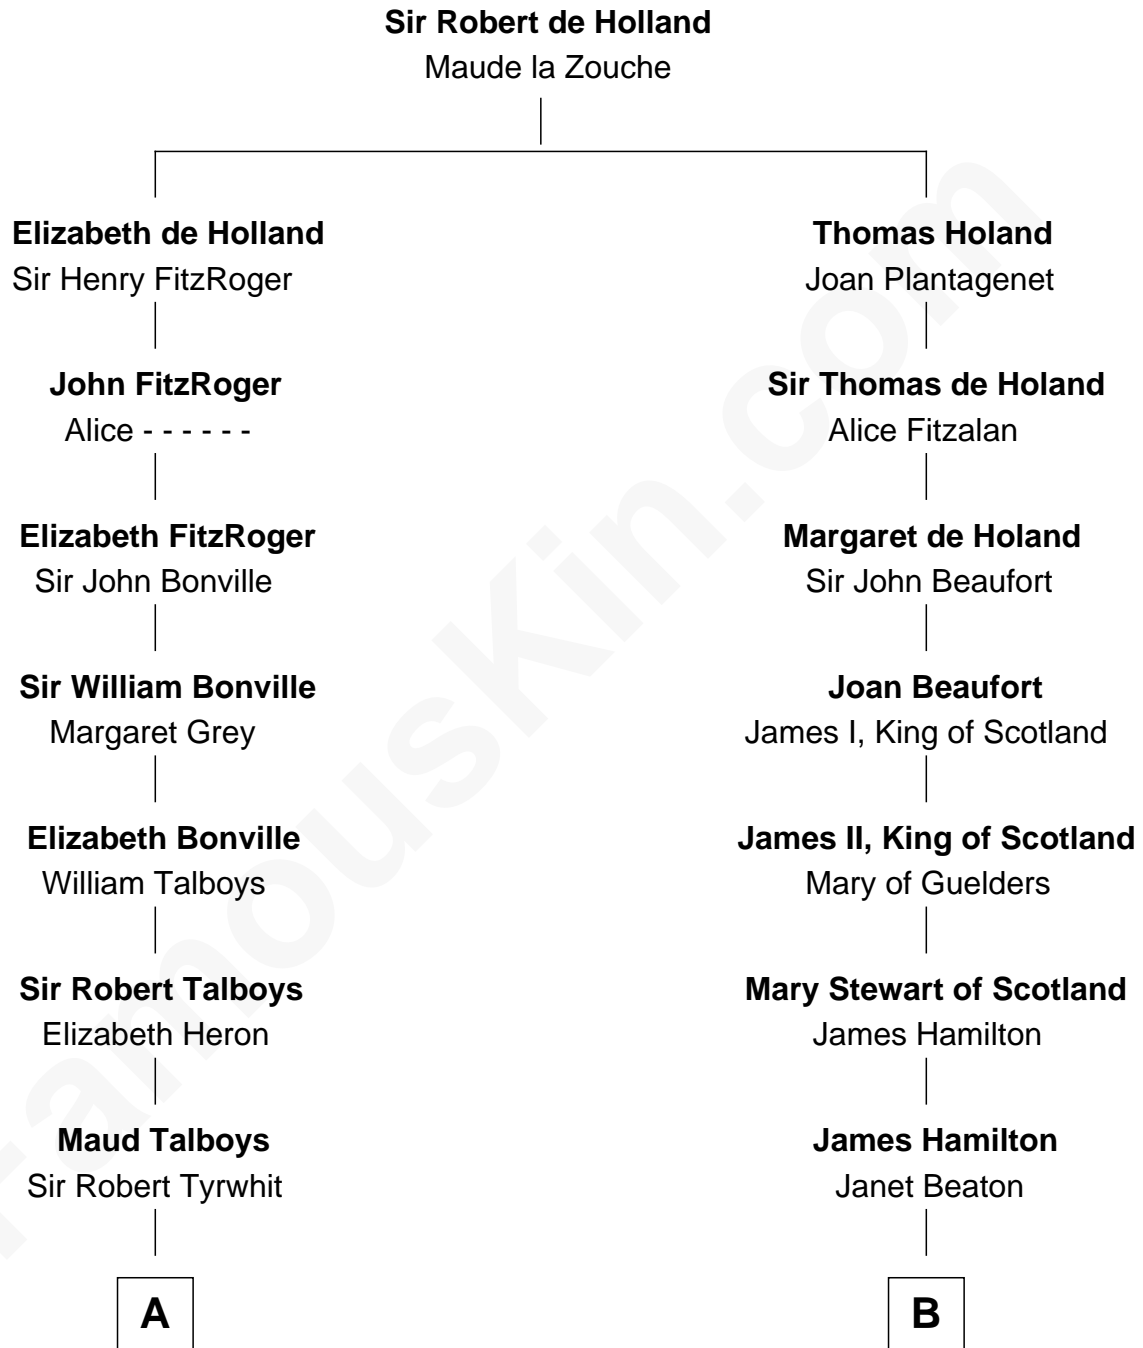 Sir Robert de Holland
Maude la Zouche
Elizabeth de Holland
Sir Henry FitzRoger
Thomas Holand
Joan Plantagenet
John FitzRoger
Alice - - - - - -
Sir Thomas de Holand
Alice Fitzalan
Elizabeth FitzRoger
Sir John Bonville
Margaret de Holand
Sir John Beaufort
Sir William Bonville
Margaret Grey
Joan Beaufort
James I, King of Scotland
Elizabeth Bonville
William Talboys
James II, King of Scotland
Mary of Guelders
Sir Robert Talboys
Elizabeth Heron
Mary Stewart of Scotland
James Hamilton
Maud Talboys
Sir Robert Tyrwhit
James Hamilton
Janet Beaton
A
B
FamousKin.com